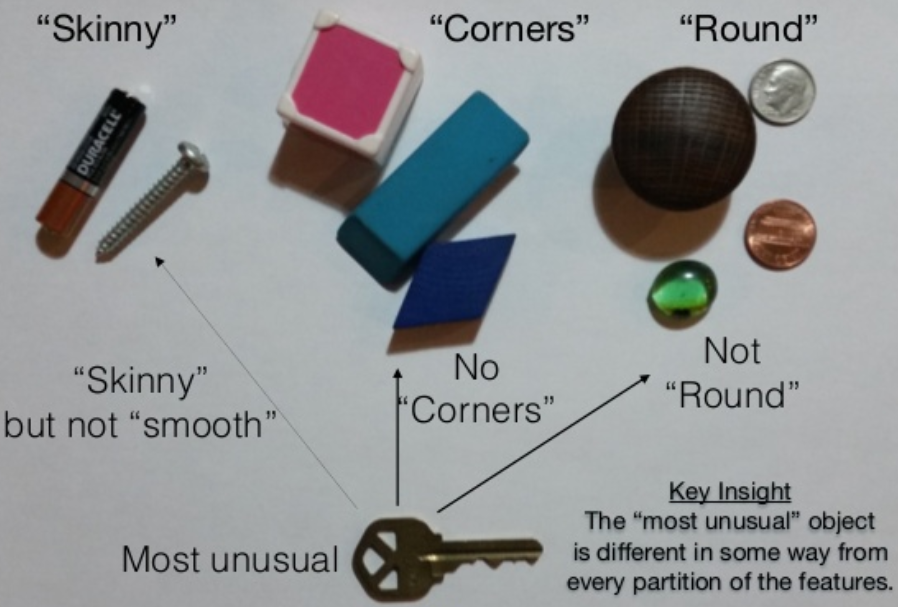 “Skinny”
“Corners”
“Round”
DURACELL
“Skinny”
but not “smooth”
No
“Corners”
Not
“Round”
Most unusual
Key Insight
The “most unusual” object
is different in some way from
every partition of the features.